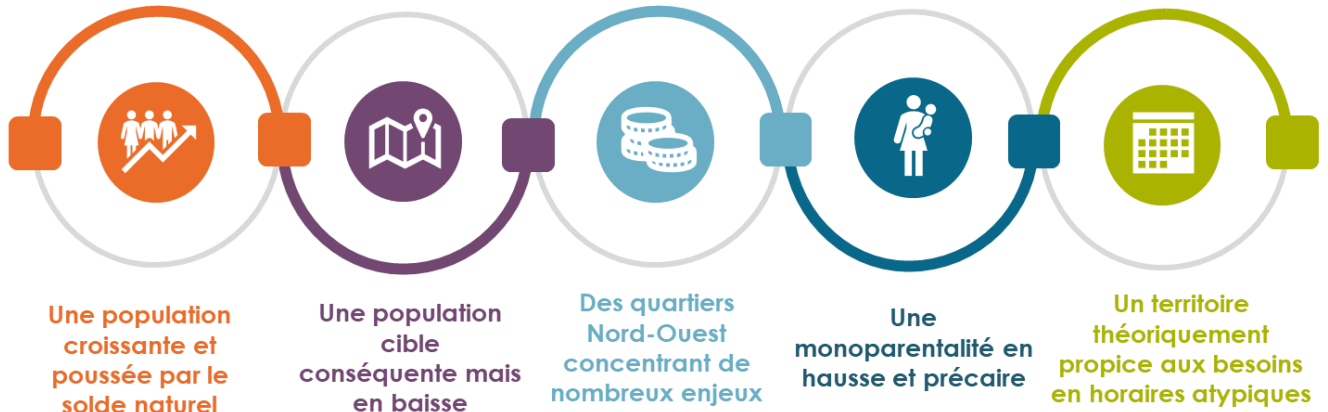 Une population
croissante et
poussée par le
solde naturel
Une population
cible
conséquente mais
en baisse
Des quartiers
Nord-Ouest
concentrant de
nombreux enjeux
Une
monoparentalité en
hausse et précaire
Un territoire
théoriquement
propice aux besoins
en horaires atypiques